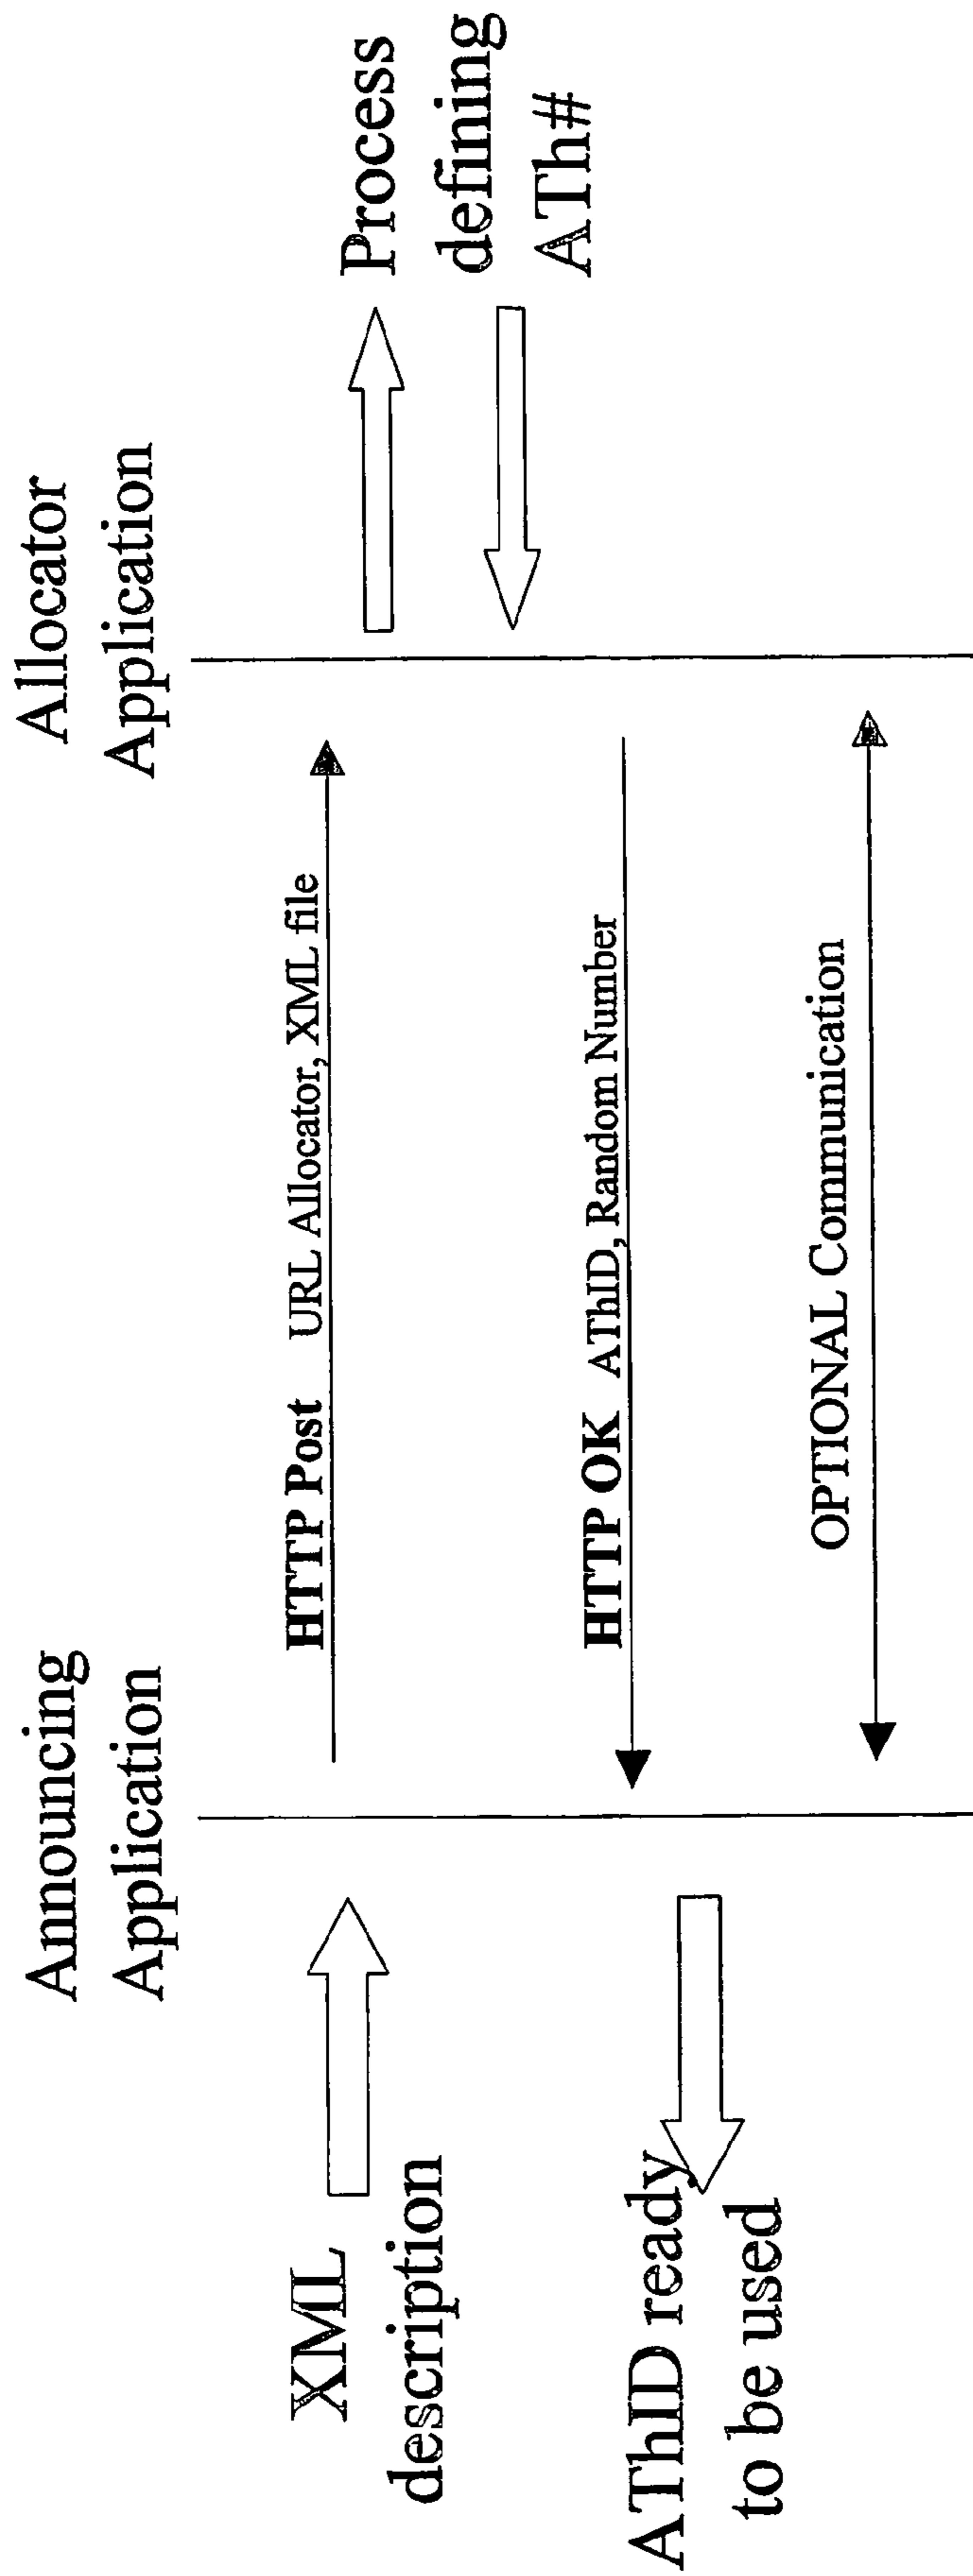 Announcing
Application
Allocator
Application
XML
description
HTTP Post URL Allocator, XML file
Process
defining
ATh#
HTTP OK AThID, Random Number
AThID ready
to be used
OPTIONAL Communication